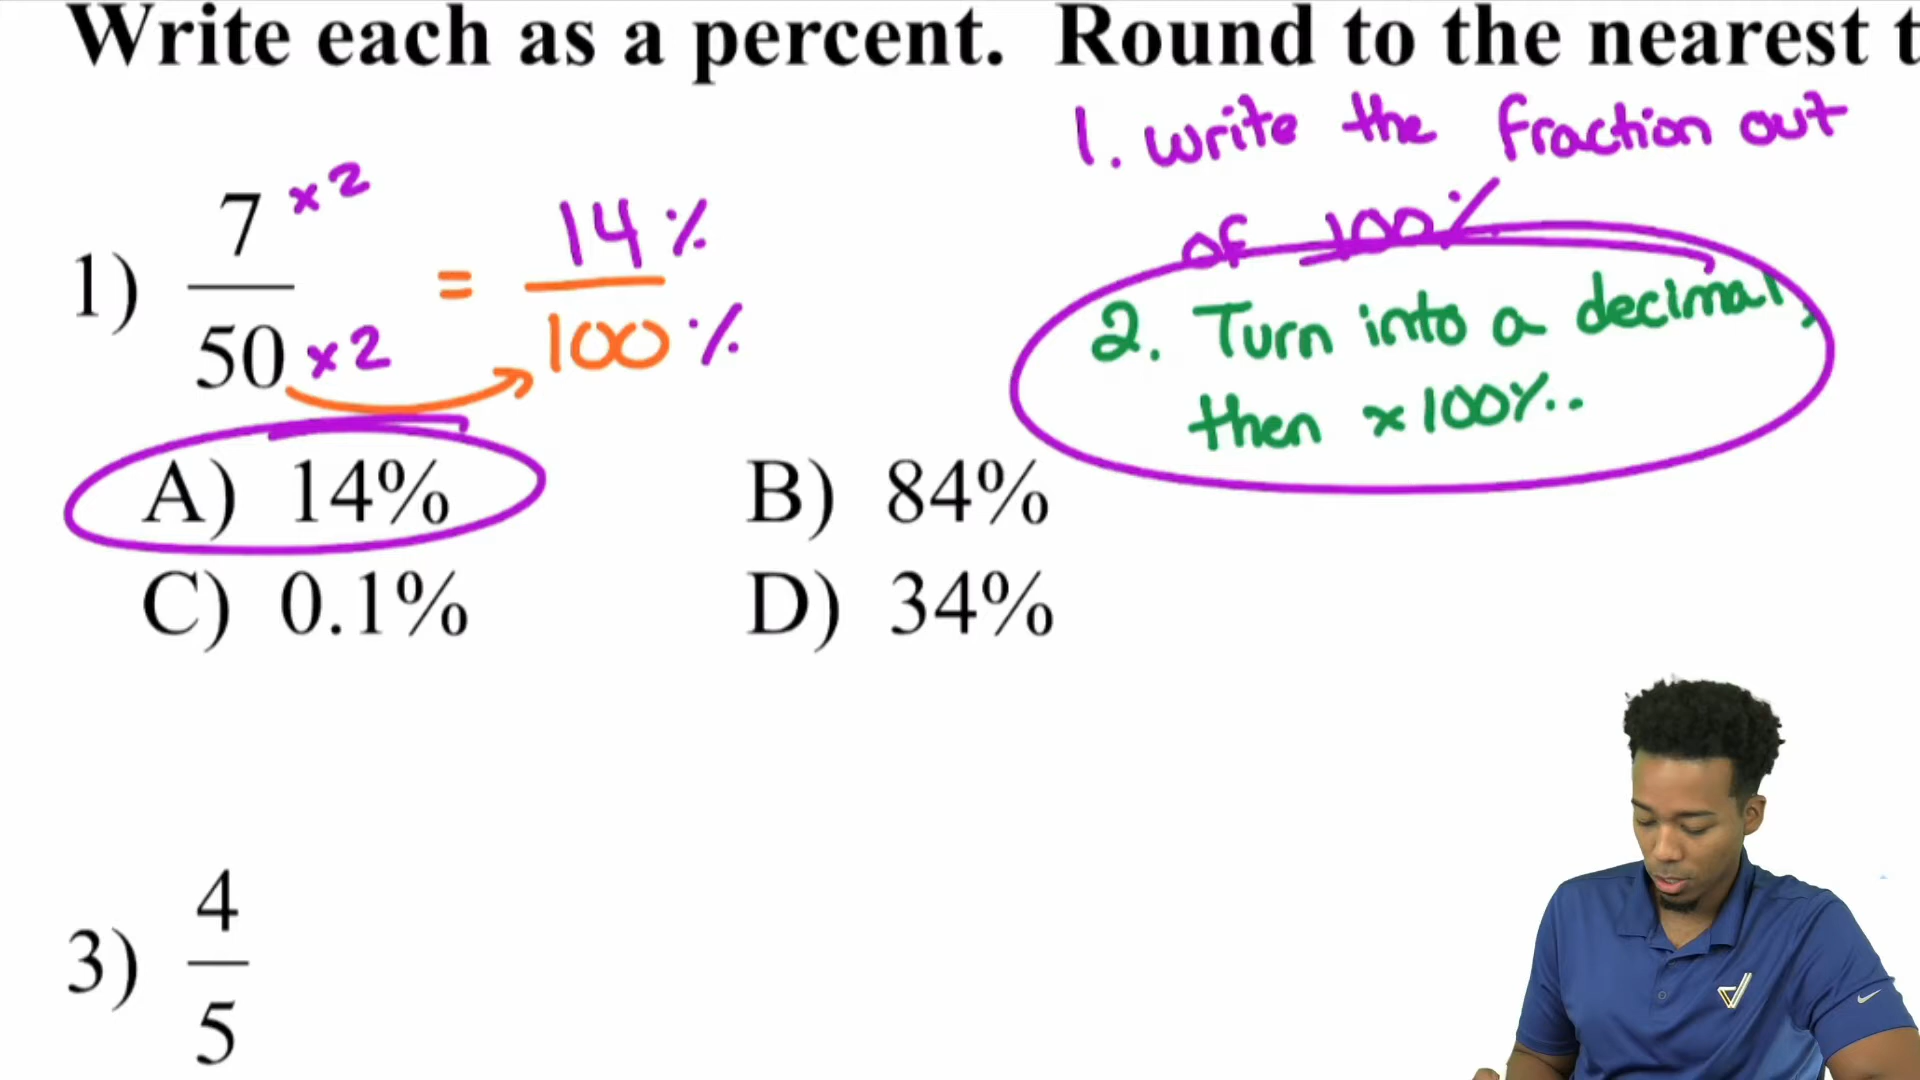 Write each as a percent. Round to the nearest t
1. Write the fraction out
of 100%
2. Turn into a decimal,
then x100%.
1) 7 x2
50 x2
= 14%
100%
A) 14%
B) 84%
C) 0.1%
D) 34%
3) 4
5